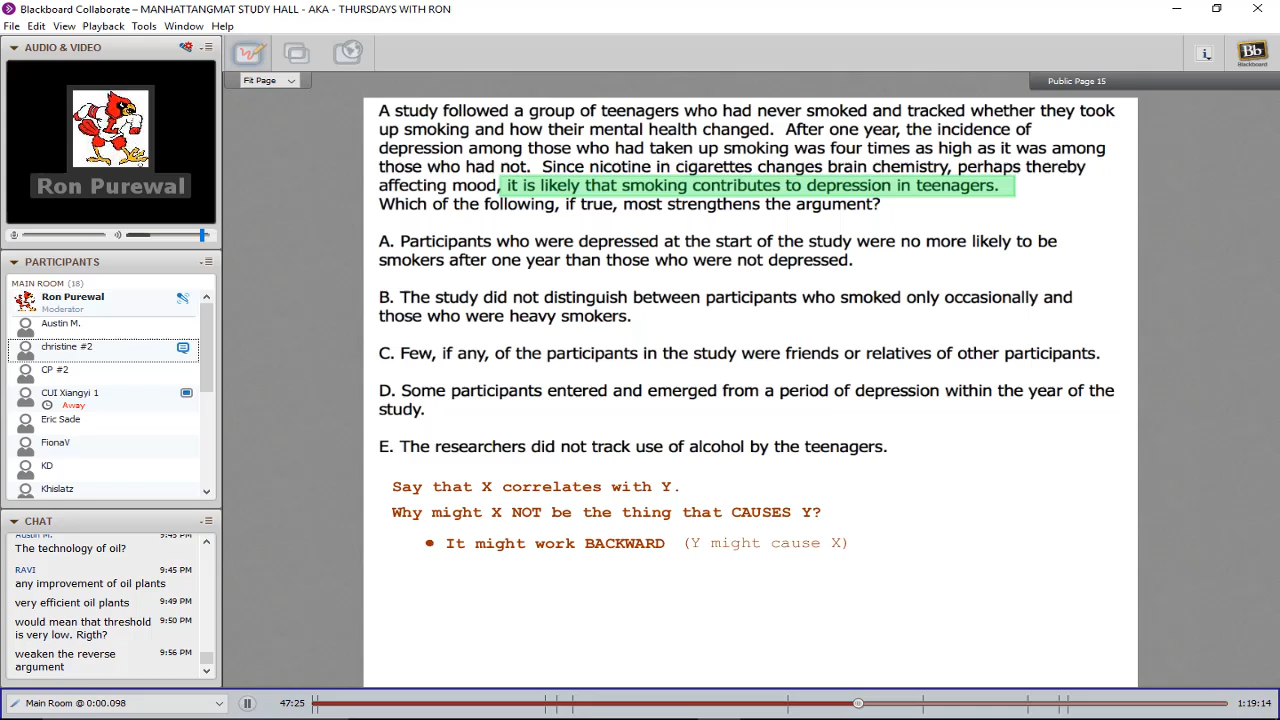 Blackboard Collaborate – MANHATTANGMAT STUDY HALL - AKA - THURSDAYS WITH RON
File Edit View Playback Tools Window Help
AUDIO & VIDEO
Ron Purewal
PARTICIPANTS
MAIN ROOM (18)
Ron Purewal
Moderator
Austin M.
christine #2
CP #2
CUI Xiangyi 1
Away
Eric Sade
FionaV
KD
Khislatz
CHAT
Austin M. 9:45 PM
The technology of oil?
RAVI 9:45 PM
any improvement of oil plants
very efficient oil plants 9:49 PM
would mean that threshold 9:50 PM
is very low. Rigth?
weaken the reverse 9:56 PM
argument
Fit Page
Public Page 15
Bb
Blackboard
A study followed a group of teenagers who had never smoked and tracked whether they took
up smoking and how their mental health changed. After one year, the incidence of
depression among those who had taken up smoking was four times as high as it was among
those who had not. Since nicotine in cigarettes changes brain chemistry, perhaps thereby
affecting mood, it is likely that smoking contributes to depression in teenagers.
Which of the following, if true, most strengthens the argument?
A. Participants who were depressed at the start of the study were no more likely to be
smokers after one year than those who were not depressed.
B. The study did not distinguish between participants who smoked only occasionally and
those who were heavy smokers.
C. Few, if any, of the participants in the study were friends or relatives of other participants.
D. Some participants entered and emerged from a period of depression within the year of the
study.
E. The researchers did not track use of alcohol by the teenagers.
Say that X correlates with Y.
Why might X NOT be the thing that CAUSES Y?
• It might work BACKWARD (Y might cause X)
Main Room @ 0:00.098
47:25
1:19:14